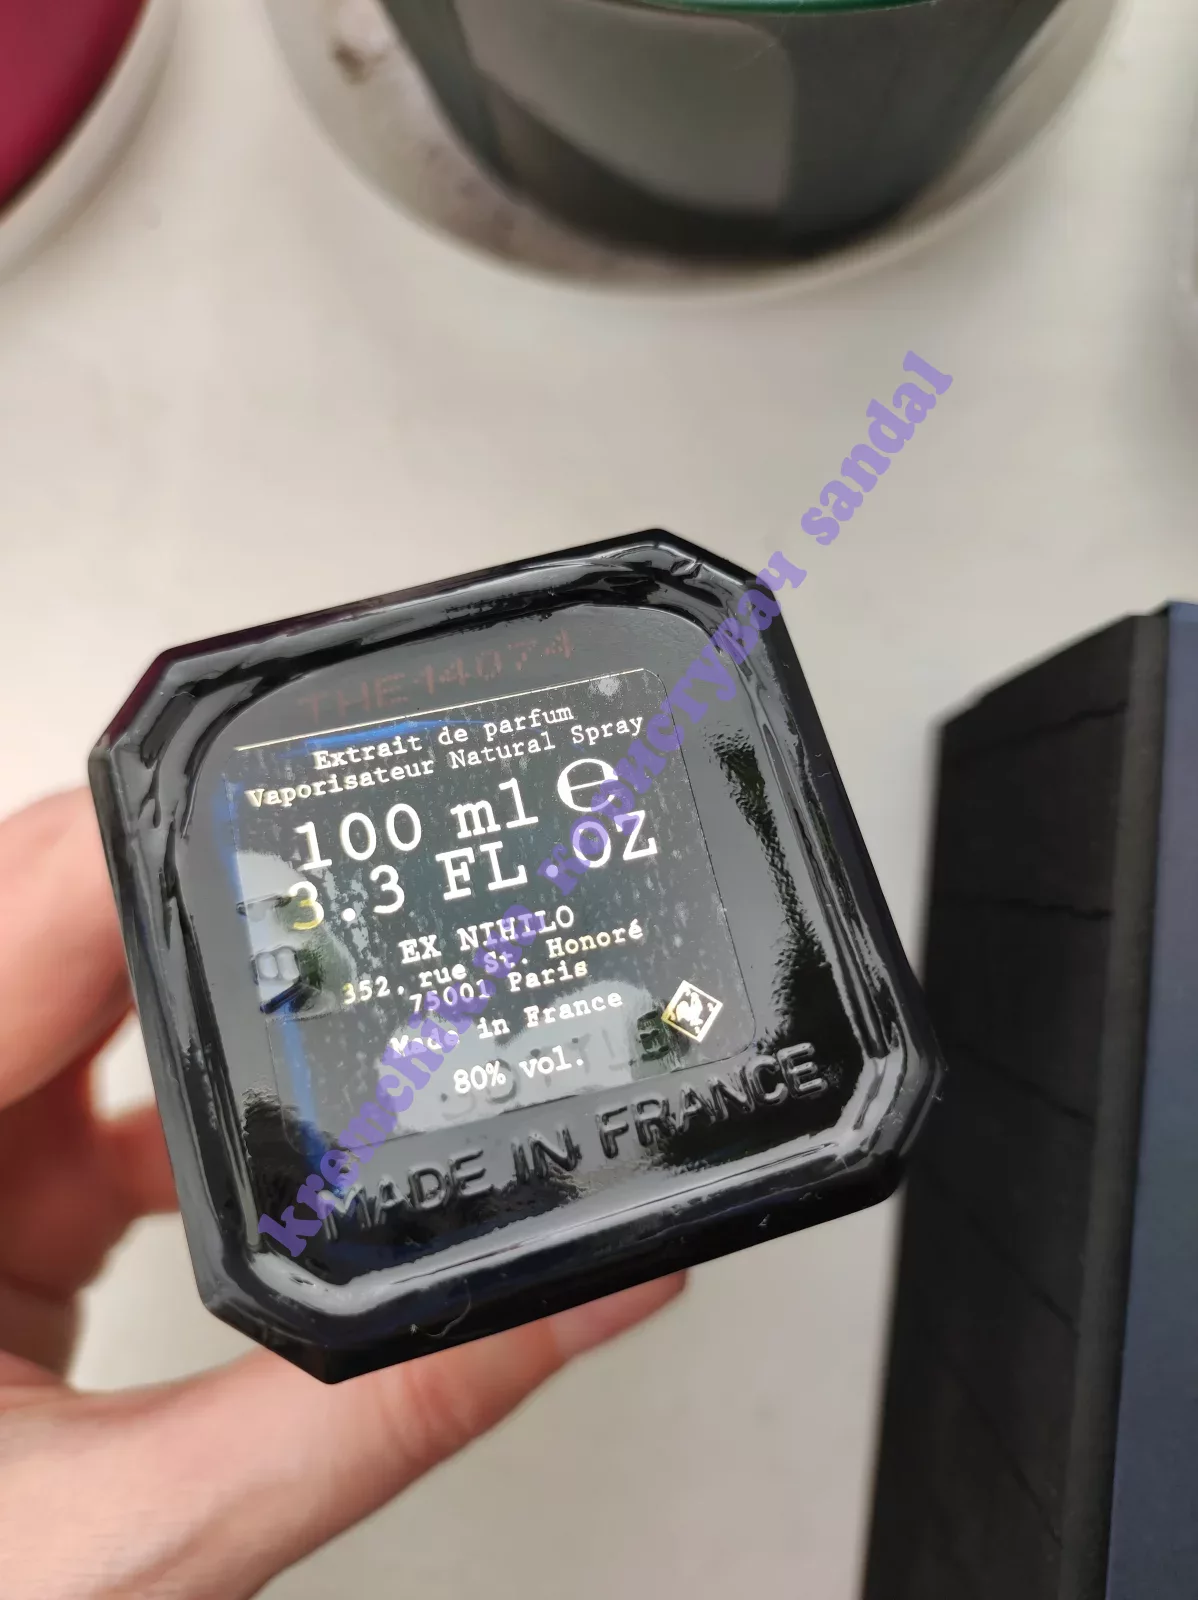 THE14074
Extrait de parfum
Vaporisateur Natural Spray
100 ml ℮
3.3 FL.OZ
EX NIHILO
352, rue St. Honoré
75001 Paris
Made in France
80% vol.
MADE IN FRANCE
sandal